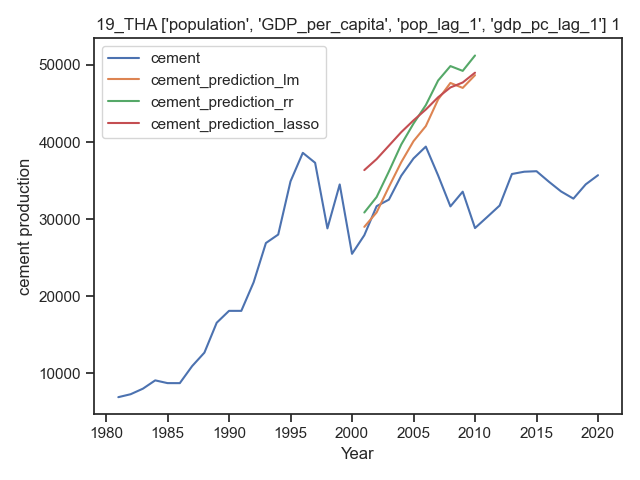 19_THA ['population', 'GDP_per_capita', 'pop_lag_1', 'gdp_pc_lag_1'] 1
cement
cement_prediction_lm
cement_prediction_rr
cement_prediction_lasso
50000
40000
30000
20000
10000
cement production
1980 1985 1990 1995 2000 2005 2010 2015 2020
Year